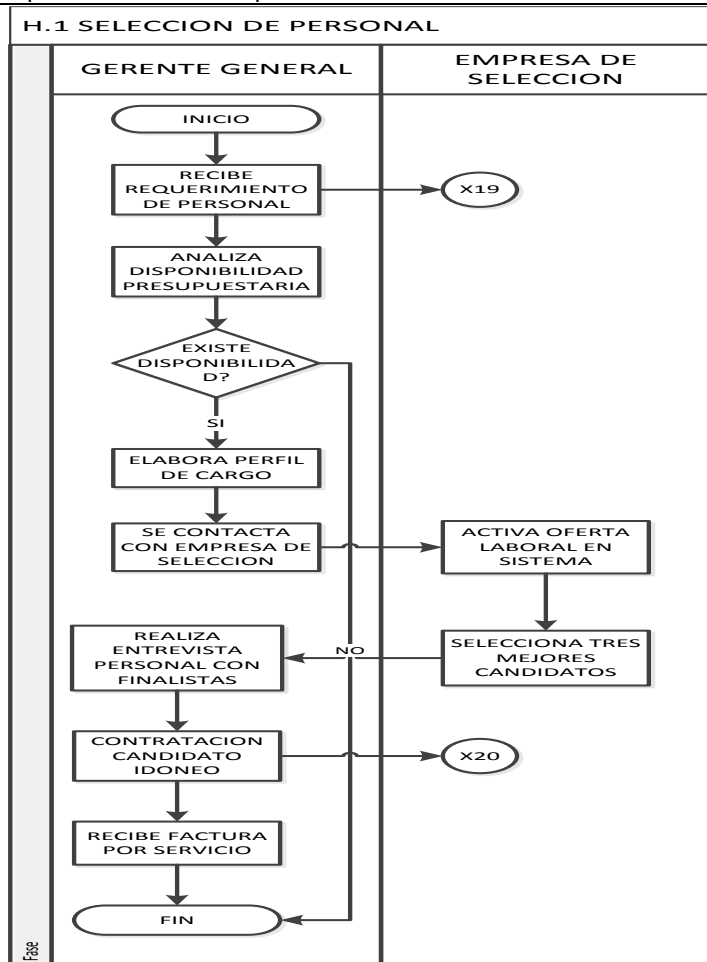 H.1 SELECCION DE PERSONAL
GERENTE GENERAL
EMPRESA DE
SELECCION
INICIO
RECIBE
REQUERIMIENTO
DE PERSONAL
X19
ANALIZA
DISPONIBILIDAD
PRESUPUESTARIA
EXISTE
DISPONIBILIDA
D?
SI
ELABORA PERFIL
DE CARGO
SE CONTACTA
CON EMPRESA DE
SELECCION
ACTIVA OFERTA
LABORAL EN
SISTEMA
SELECCIONA TRES
MEJORES
CANDIDATOS
NO
REALIZA
ENTREVISTA
PERSONAL CON
FINALISTAS
CONTRATACION
CANDIDATO
IDONEO
X20
RECIBE FACTURA
POR SERVICIO
FIN
Fase